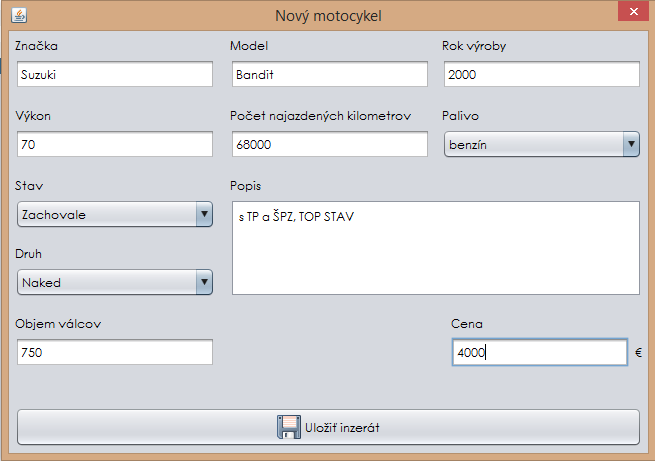 Nový motocykel
Značka Model Rok výroby
Suzuki Bandit 2000
Výkon Počet najazdených kilometrov Palivo
70 68000 benzín
Stav Popis
Zachovale s TP a ŠPZ, TOP STAV
Druh
Naked
Objem válcov Cena
750 4000 €
Uložiť inzerát